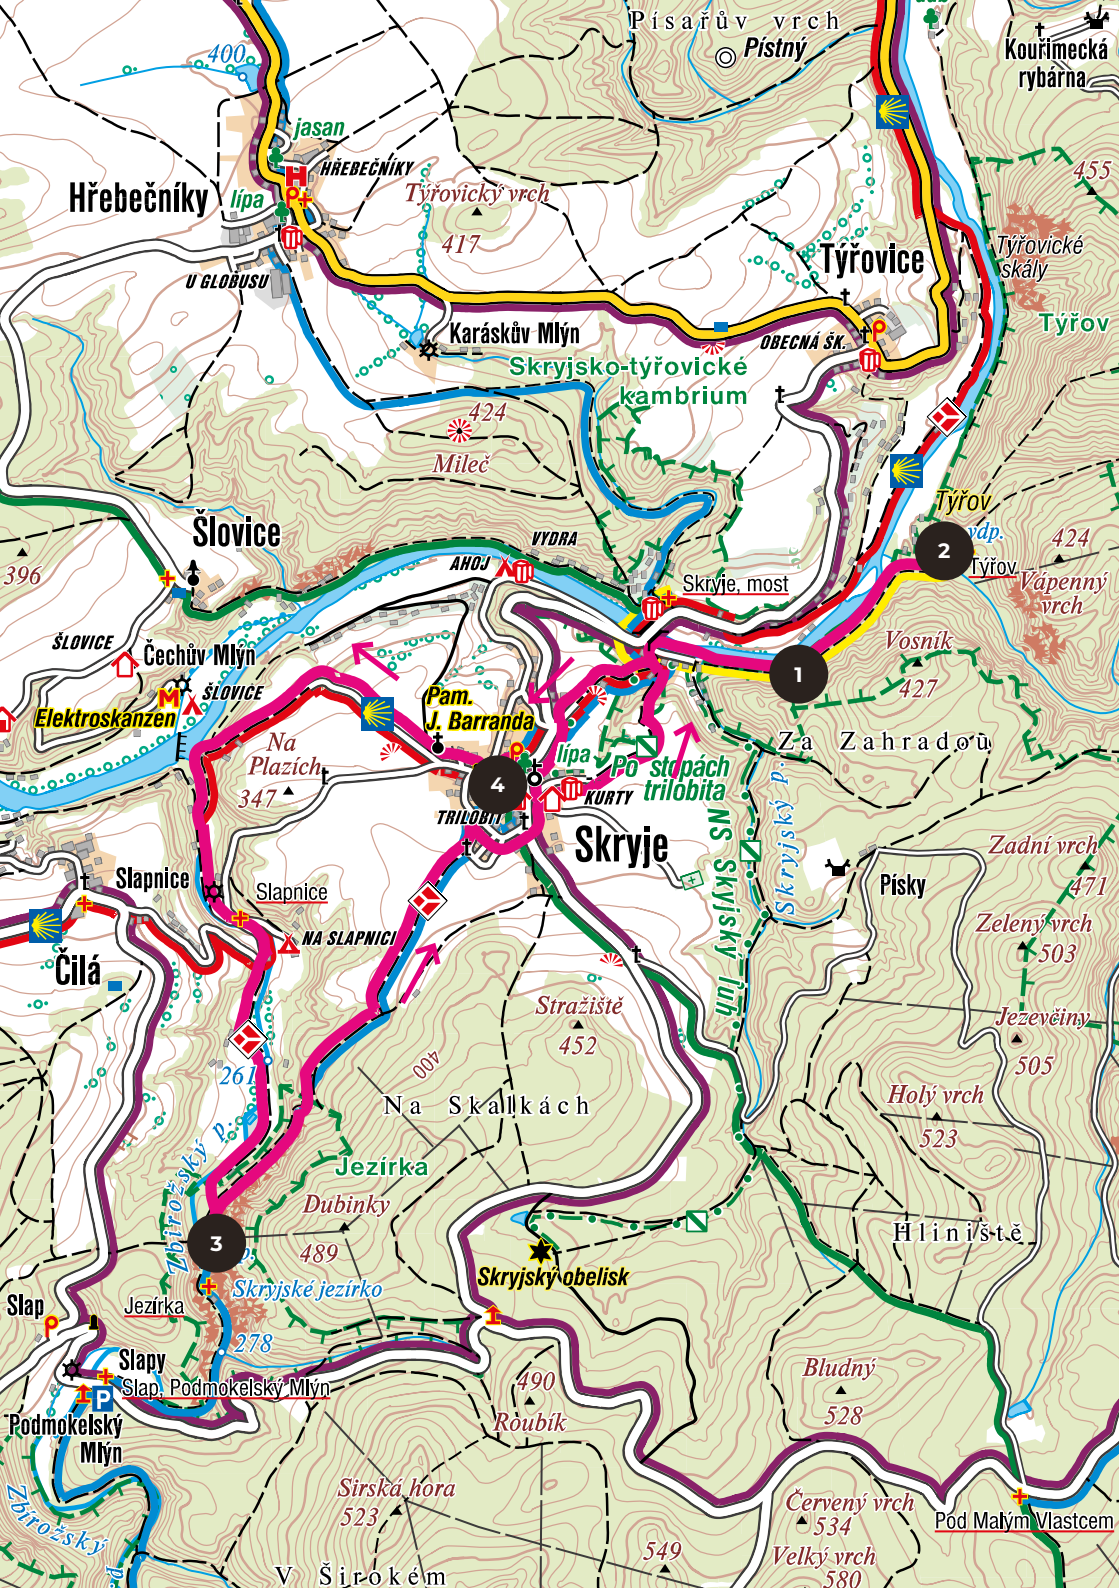 Písařův vrch
Pístný
dub
Kouřimecká
rybárna
400
jasan
HŘEBEČNÍKY
H
P
Hřebečníky
lípa
Týřovický vrch
417
455
U GLOBUSU
Týřovice
Týřovické
skály
Týřov
Karáskův Mlýn
OBECNÁ ŠK.
P
Skryjsko-týřovické
kambrium
424
Mileč
Týřov
Šlovice
VYDRA
AHOJ
vdp.
2
Týřov
424
Vápenný
vrch
396
Skryje, most
ŠLOVICE
Čechův Mlýn
M
ŠLOVICE
Elektroskanzen
Vosník
427
1
Pam.
J. Barranda
Na
Plazích
347
P
lípa
Po stopách
trilobita
Za Zahradou
4
KURTY
TRILOBIT
Skryje
NS Skryjský luh
Skryjský p.
Zadní vrch
471
Slapnice
Slapnice
Písky
Zelený vrch
503
NA SLAPNICI
Čilá
Stražiště
452
Jezevčiny
505
261
400
Na Skalkách
Holý vrch
523
Zbirožský p.
Jezírka
Dubinky
489
3
p.
Hliniště
Skryjské jezírko
Skryjský obelisk
Jezírka
Slap
P
278
Slapy
Slap, Podmokelský Mlýn
P
Podmokelský
Mlýn
490
Roubík
Bludný
528
Zbirožský
Sirská hora
523
Červený vrch
534
Pod Malým Vlastcem
549
Velký vrch
580
V Širokém